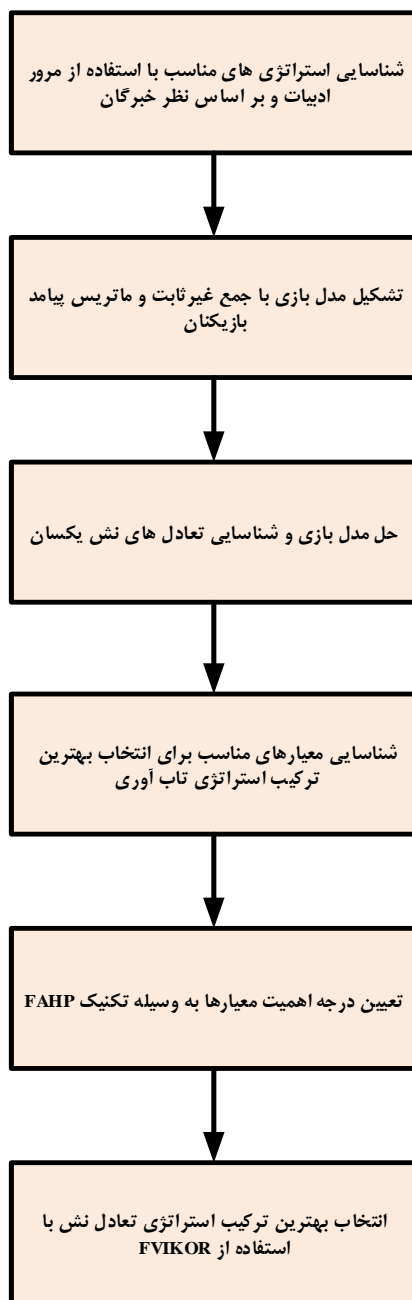 شناسایی استراتژی های مناسب با استفاده از مرور
ادبیات و بر اساس نظر خبرگان
تشکیل مدل بازی با جمع غیرثابت و ماتریس پیامد
بازیکنان
حل مدل بازی و شناسایی تعادل های نش یکسان
شناسایی معیارهای مناسب برای انتخاب بهترین
ترکیب استراتژی تاب آوری
تعیین درجه اهمیت معیارها به وسیله تکنیک FAHP
انتخاب بهترین ترکیب استراتژی تعادل نش با
استفاده از FVIKOR